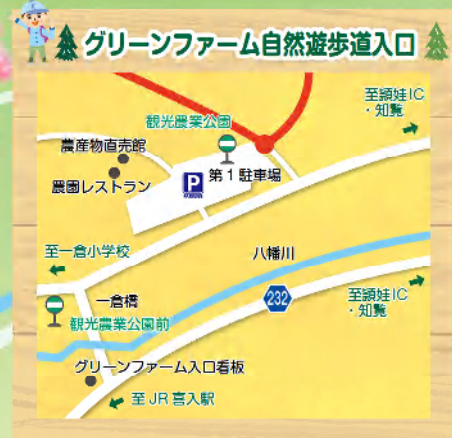 グリーンファーム自然遊歩道入口
至頴娃IC
・知覧
観光農業公園
農産物直売館
農園レストラン
P
第1駐車場
至一倉小学校
八幡川
232
至頴娃IC
・知覧
一倉橋
観光農業公園前
グリーンファーム入口看板
至JR喜入駅